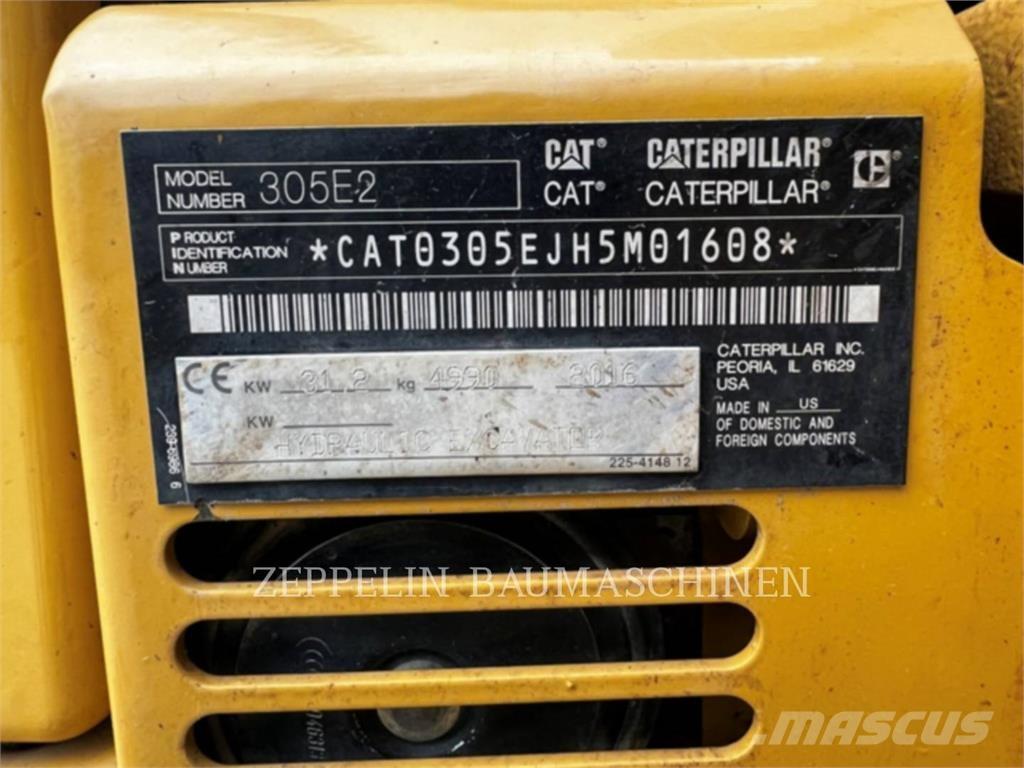 MODEL NUMBER 305E2
CAT® CATERPILLAR®
CAT® CATERPILLAR®
PRODUCT IDENTIFICATION NUMBER *CAT0305EJH5M01608*
CE KW 31.2 kg 4990 2016
KW
HYDRAULIC EXCAVATER
225-4148 12
CATERPILLAR INC.
PEORIA, IL 61629
USA
MADE IN US
OF DOMESTIC AND
FOREIGN COMPONENTS
ZEPPELIN BAUMASCHINEN
MASCUS